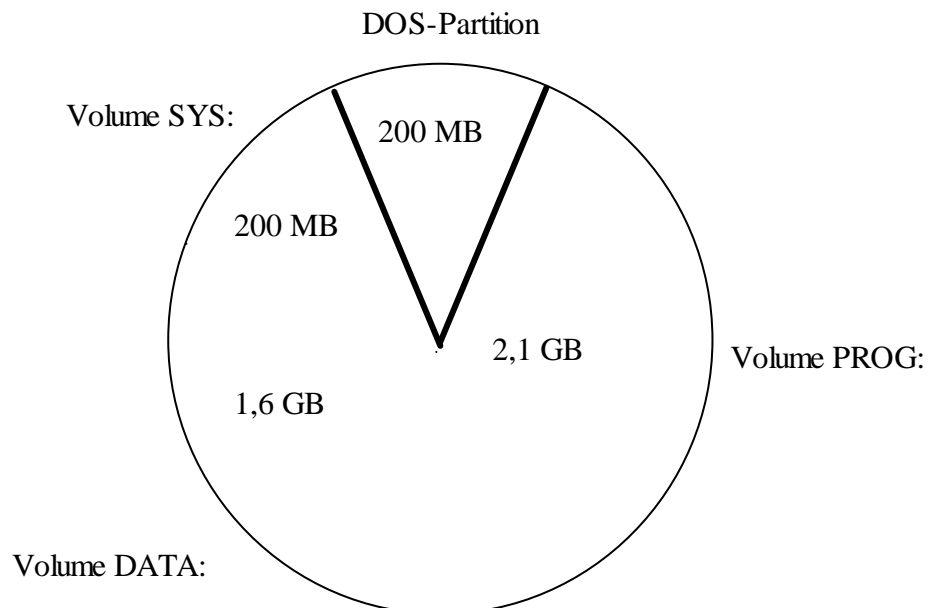 DOS-Partition
Volume SYS:
200 MB
200 MB
2,1 GB
Volume PROG:
1,6 GB
Volume DATA: